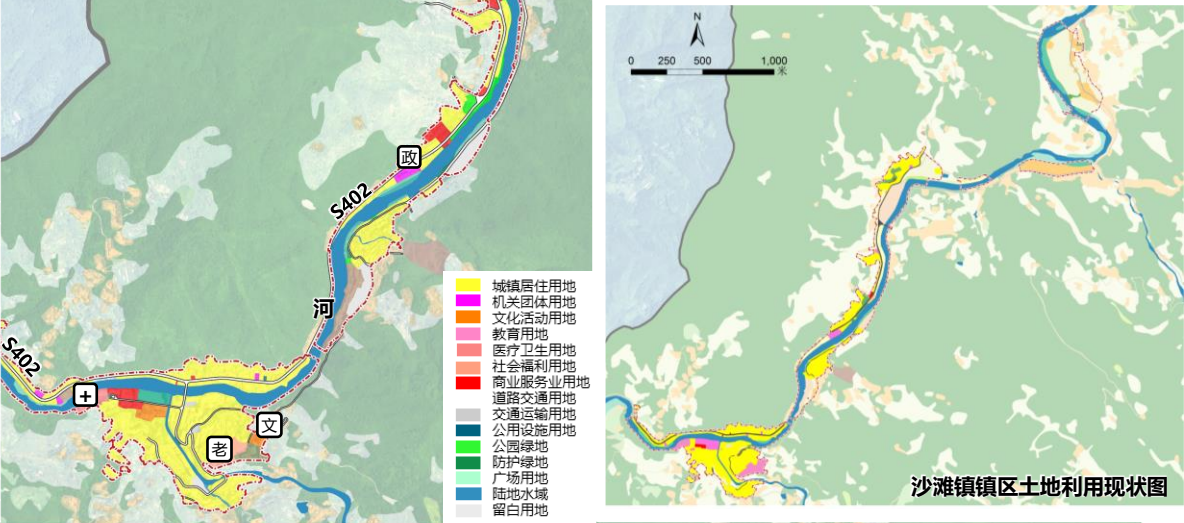 政
S402
河
S402
+
文
老
城镇居住用地
机关团体用地
文化活动用地
教育用地
医疗卫生用地
社会福利用地
商业服务业用地
道路交通用地
交通运输用地
公用设施用地
公园绿地
防护绿地
广场用地
陆地水域
留白用地
N
0 250 500 1,000
米
沙滩镇镇区土地利用现状图